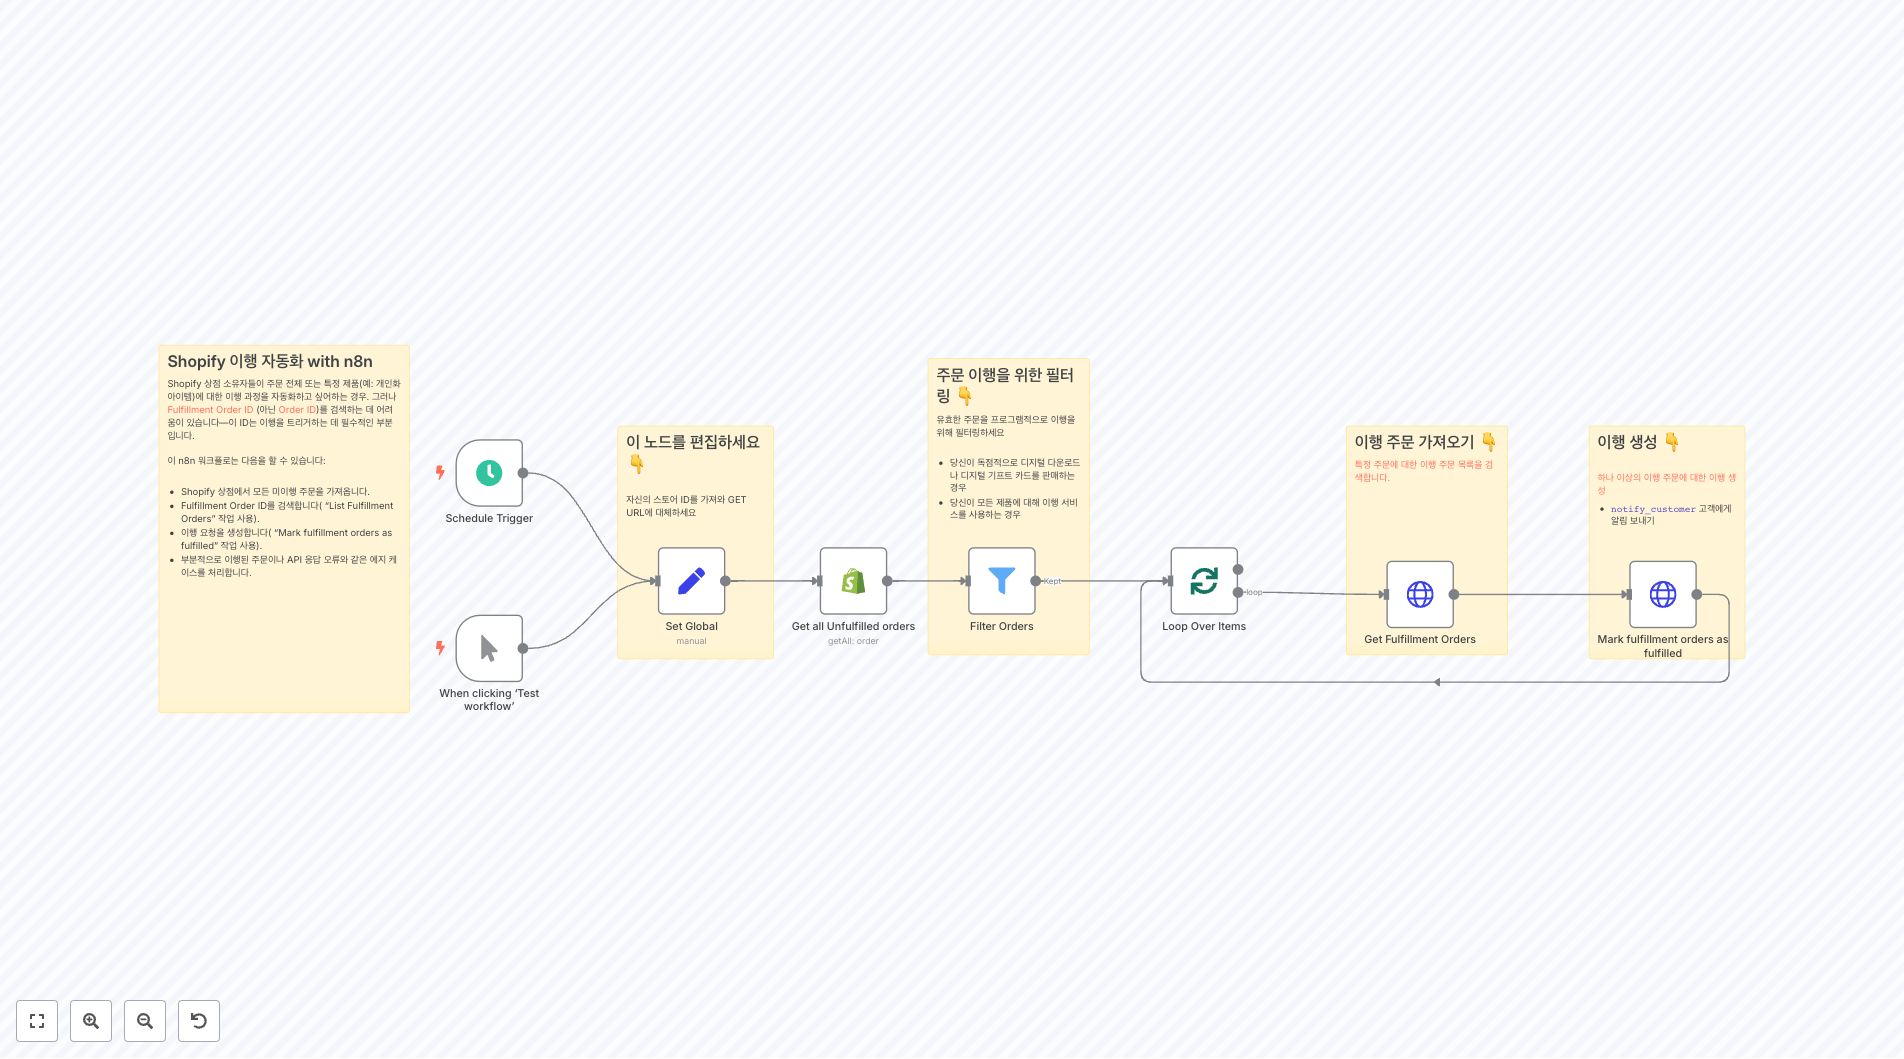 Shopify 이행 자동화 with n8n
Shopify 상점 소유자들이 주문 전체 또는 특정 제품(예: 개인화
아이템)에 대한 이행 과정을 자동화하고 싶어하는 경우. 그러나
Fulfillment Order ID (아닌 Order ID)를 검색하는 데 어려
움이 있습니다—이 ID는 이행을 트리거하는 데 필수적인 부분
입니다.
이 n8n 워크플로는 다음을 할 수 있습니다:
Shopify 상점에서 모든 미이행 주문을 가져옵니다.
Fulfillment Order ID를 검색합니다( “List Fulfillment
Orders” 작업 사용).
이행 요청을 생성합니다( “Mark fulfillment orders as
fulfilled” 작업 사용).
부분적으로 이행된 주문이나 API 응답 오류와 같은 에지 케
이스를 처리합니다.
Schedule Trigger
When clicking ‘Test
workflow’
이 노드를 편집하세요
👇
자신의 스토어 ID를 가져와 GET
URL에 대체하세요
Set Global
manual
Get all Unfulfilled orders
getAll: order
주문 이행을 위한 필터
링 👇
유효한 주문을 프로그램적으로 이행을
위해 필터링하세요
당신이 독점적으로 디지털 다운로드
나 디지털 기프트 카드를 판매하는
경우
당신이 모든 제품에 대해 이행 서비
스를 사용하는 경우
Filter Orders
Kept
Loop Over Items
loop
이행 주문 가져오기 👇
특정 주문에 대한 이행 주문 목록을 검
색합니다.
Get Fulfillment Orders
이행 생성 👇
하나 이상의 이행 주문에 대한 이행 생
성
notify_customer 고객에게
알림 보내기
Mark fulfillment orders as
fulfilled